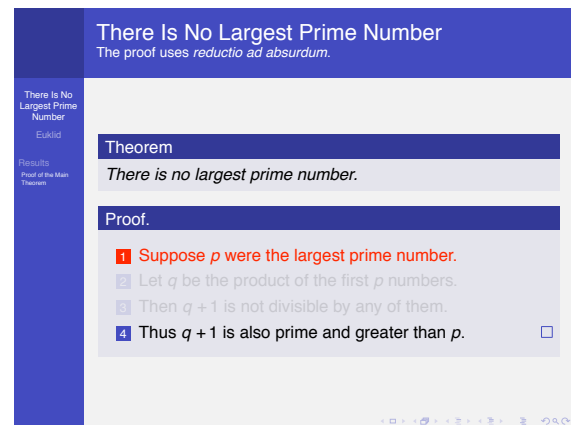 There Is No Largest Prime Number
The proof uses reductio ad absurdum.
There Is No
Largest Prime
Number
Euklid
Results
Proof of the Main
Theorem
Theorem
There is no largest prime number.
Proof.
1 Suppose p were the largest prime number.
2 Let q be the product of the first p numbers.
3 Then q + 1 is not divisible by any of them.
4 Thus q + 1 is also prime and greater than p.